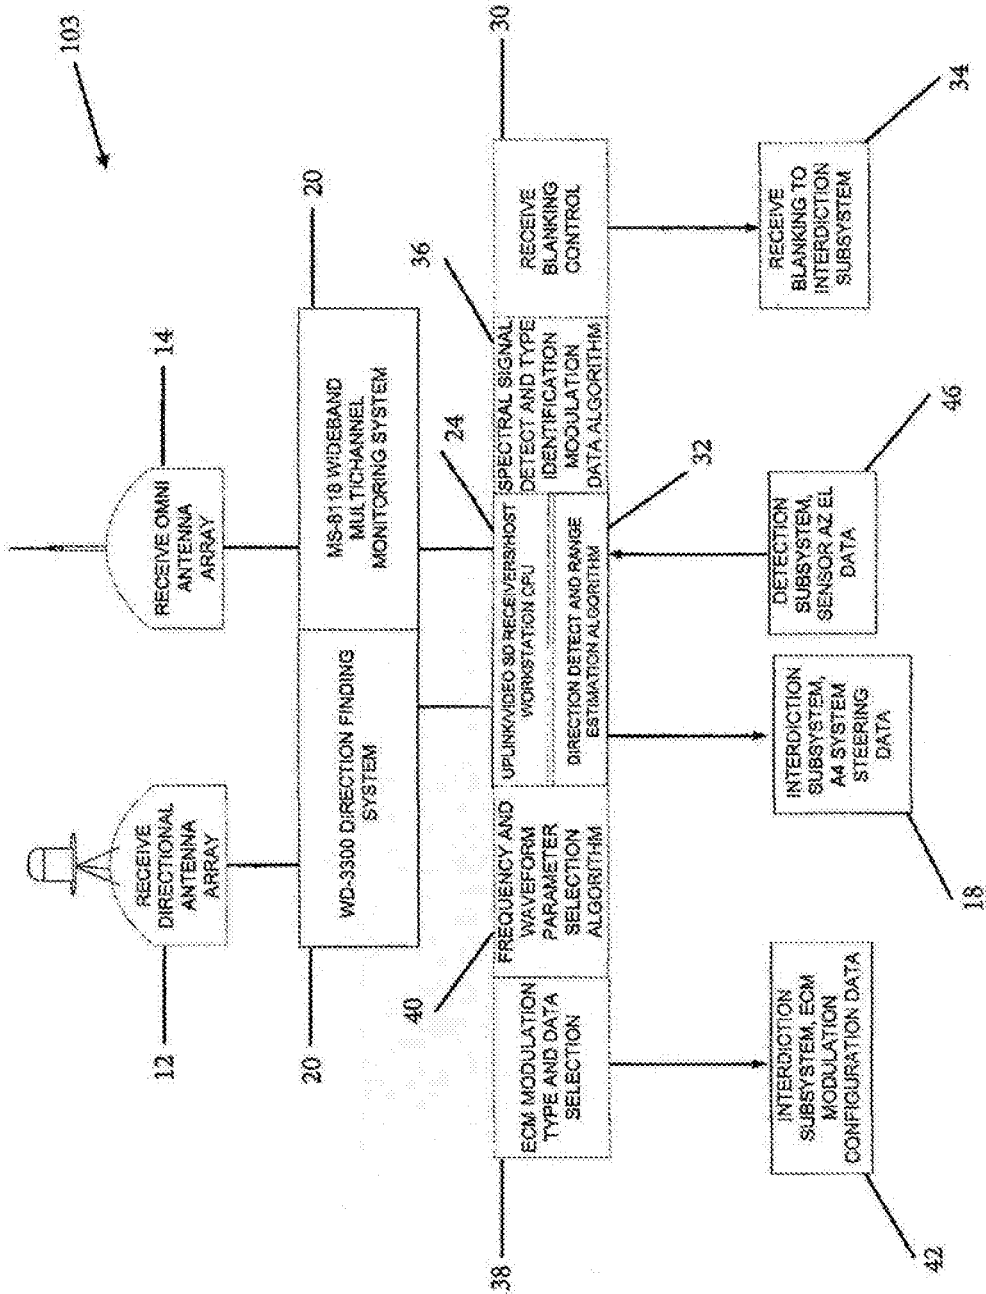 103
12
RECEIVE
DIRECTIONAL
ANTENNA
ARRAY
RECEIVE OMNI
ANTENNA
ARRAY
14
20
WD-3300 DIRECTION FINDING
SYSTEM
MS-8118 WIDEBAND
MULTICHANNEL
MONITORING SYSTEM
20
38
ECM MODULATION
TYPE AND DATA
SELECTION
40
FREQUENCY AND
WAVEFORM
PARAMETER
SELECTION
ALGORITHM
24
UPLINK/VIDEO SD RECEIVERS/HOST
WORKSTATION CPU
DIRECTION DETECT AND RANGE
ESTIMATION ALGORITHM
32
36
SPECTRAL SIGNAL
DETECT AND TYPE
IDENTIFICATION
MODULATION
DATA ALGORITHM
RECEIVE
BLANKING
CONTROL
30
INTERDICTION
SUBSYSTEM, ECM
MODULATION
CONFIGURATION DATA
42
INTERDICTION
SUBSYSTEM,
A4 SYSTEM
STEERING
DATA
18
DETECTION
SUBSYSTEM,
SENSOR AZ EL
DATA
46
RECEIVE
BLANKING TO
INTERDICTION
SUBSYSTEM
34